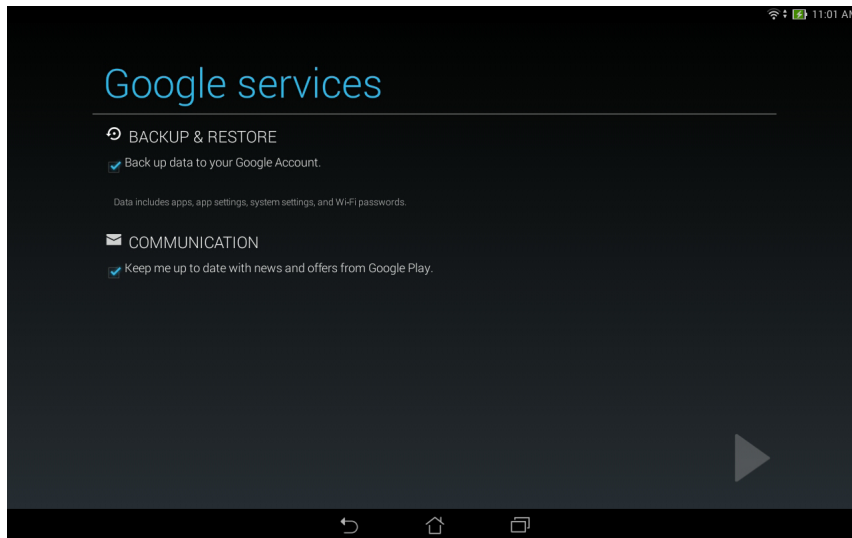 11:01 AM
Google services
BACKUP & RESTORE
Back up data to your Google Account.
Data includes apps, app settings, system settings, and Wi-Fi passwords.
COMMUNICATION
Keep me up to date with news and offers from Google Play.